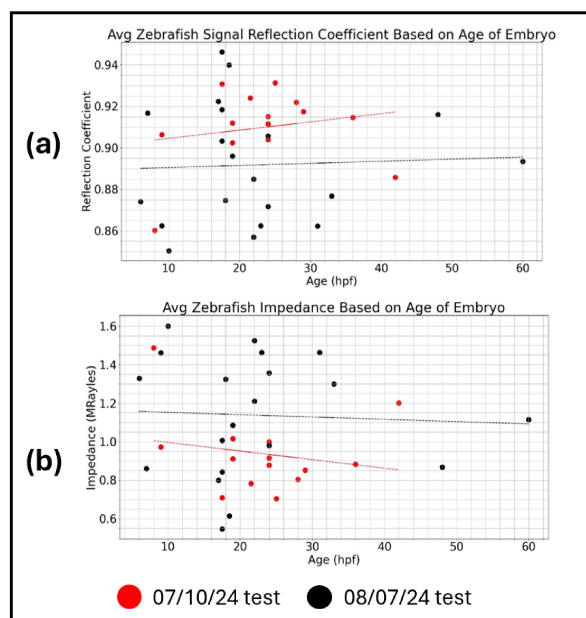 Avg Zebrafish Signal Reflection Coefficient Based on Age of Embryo
(a)
Reflection Coefficient
0.94
0.92
0.90
0.88
0.86
10 20 30 40 50 60
Age (hpf)
Avg Zebrafish Impedance Based on Age of Embryo
(b)
Impedance (MRayles)
1.6
1.4
1.2
1.0
0.8
0.6
10 20 30 40 50 60
Age (hpf)
07/10/24 test 08/07/24 test